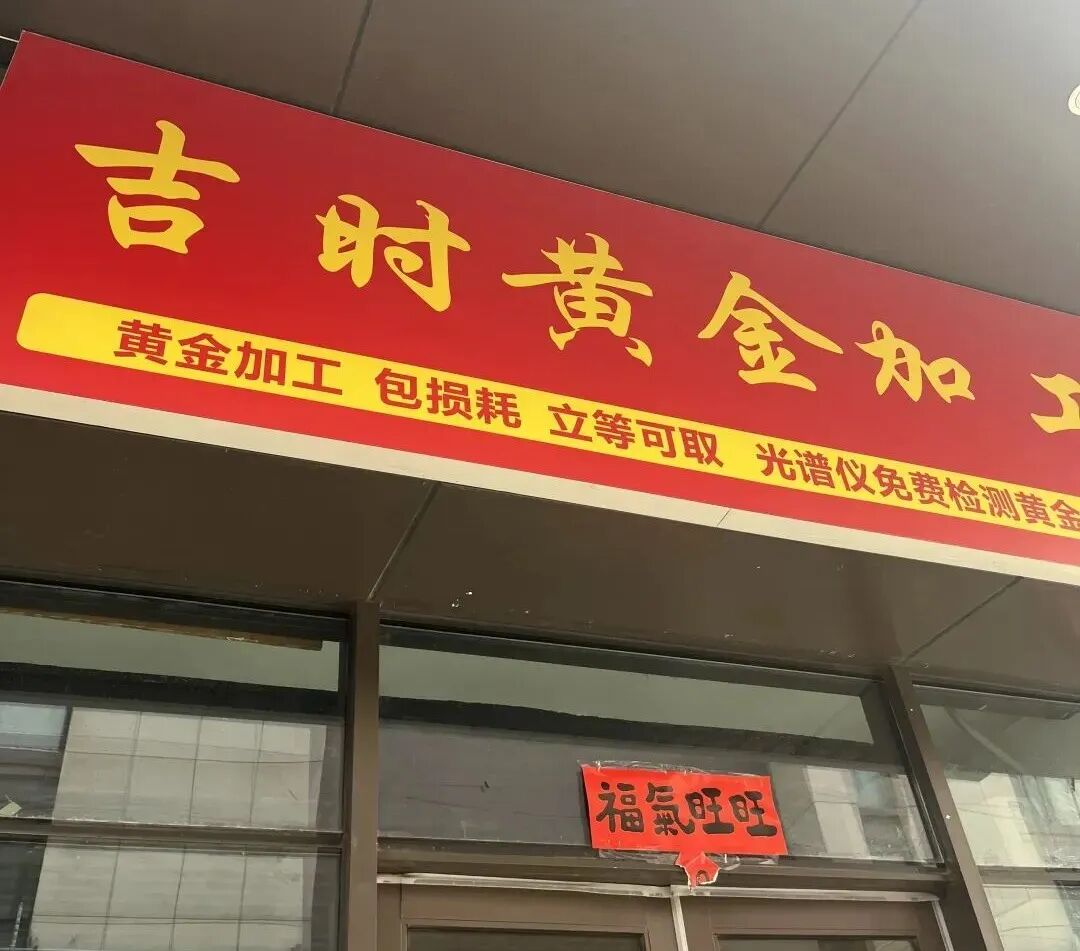 吉时黄金加工
黄金加工 包损耗 立等可取 光谱仪免费检测黄金
福氣旺旺